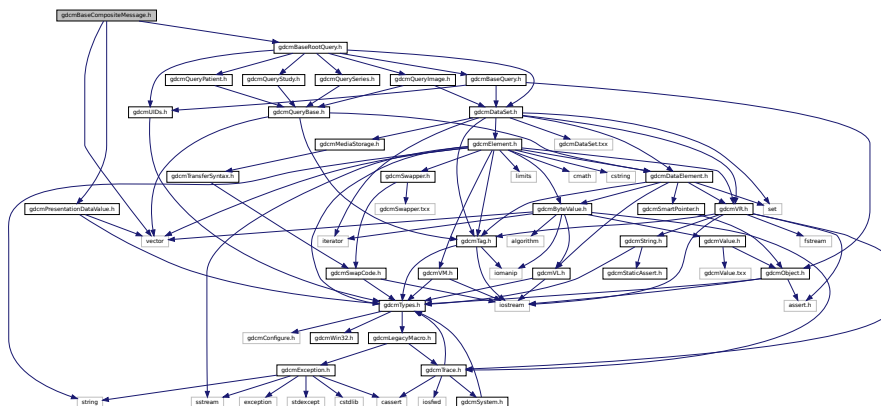 gdcmBaseCompositeMessage.h
gdcmBaseRootQuery.h
gdcmQueryPatient.h
gdcmQueryStudy.h
gdcmQuerySeries.h
gdcmQueryImage.h
gdcmBaseQuery.h
gdcmUIDs.h
gdcmQueryBase.h
gdcmDataSet.h
gdcmMediaStorage.h
gdcmElement.h
gdcmDataSet.txx
gdcmTransferSyntax.h
gdcmSwapper.h
limits
cmath
cstring
gdcmDataElement.h
gdcmPresentationDataValue.h
gdcmSwapper.txx
gdcmByteValue.h
gdcmSmartPointer.h
gdcmVR.h
set
vector
iterator
gdcmTag.h
algorithm
gdcmString.h
gdcmValue.h
fstream
gdcmSwapCode.h
gdcmVM.h
iomanip
gdcmVL.h
gdcmStaticAssert.h
gdcmValue.txx
gdcmObject.h
gdcmTypes.h
iostream
assert.h
gdcmConfigure.h
gdcmWin32.h
gdcmLegacyMacro.h
gdcmException.h
gdcmTrace.h
string
sstream
exception
stdexcept
cstdlib
cassert
iosfwd
gdcmSystem.h